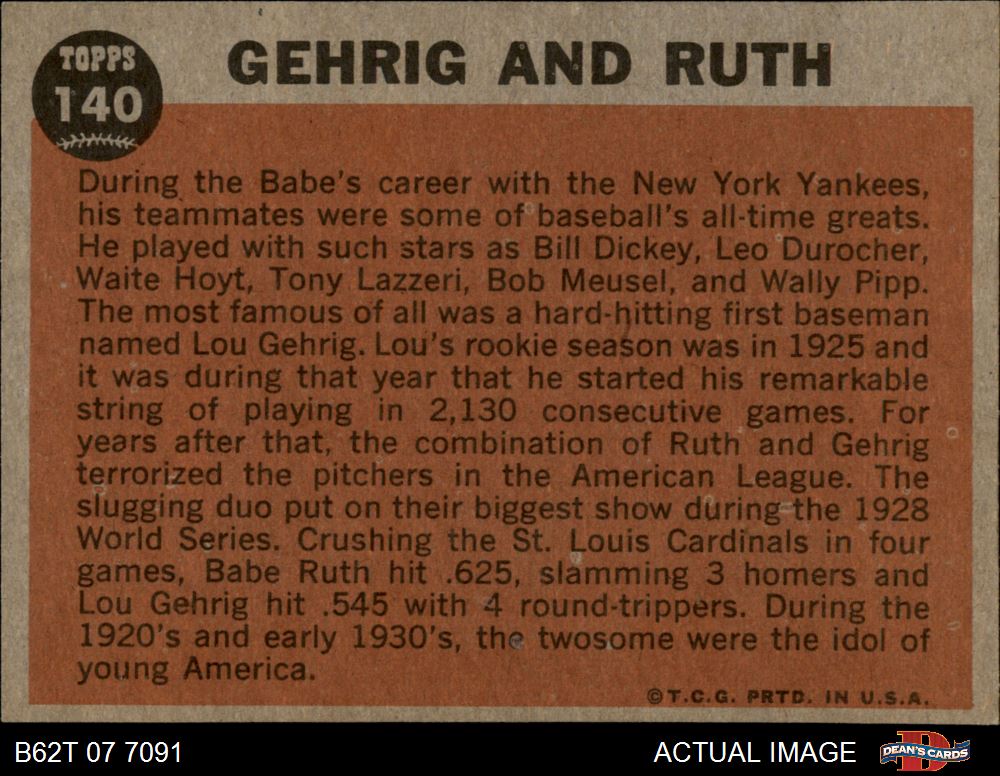 TOPPS
140
GEHRIG AND RUTH
During the Babe's career with the New York Yankees,
his teammates were some of baseball's all-time greats.
He played with such stars as Bill Dickey, Leo Durocher,
Waite Hoyt, Tony Lazzeri, Bob Meusel, and Wally Pipp.
The most famous of all was a hard-hitting first baseman
named Lou Gehrig. Lou's rookie season was in 1925 and
it was during that year that he started his remarkable
string of playing in 2,130 consecutive games. For
years after that, the combination of Ruth and Gehrig
terrorized the pitchers in the American League. The
slugging duo put on their biggest show during the 1928
World Series. Crushing the St. Louis Cardinals in four
games, Babe Ruth hit .625, slamming 3 homers and
Lou Gehrig hit .545 with 4 round-trippers. During the
1920's and early 1930's, the twosome were the idol of
young America.
©T.C.G. PRTD. IN U.S.A.
B62T 07 7091
ACTUAL IMAGE
D
DEAN'S CARDS